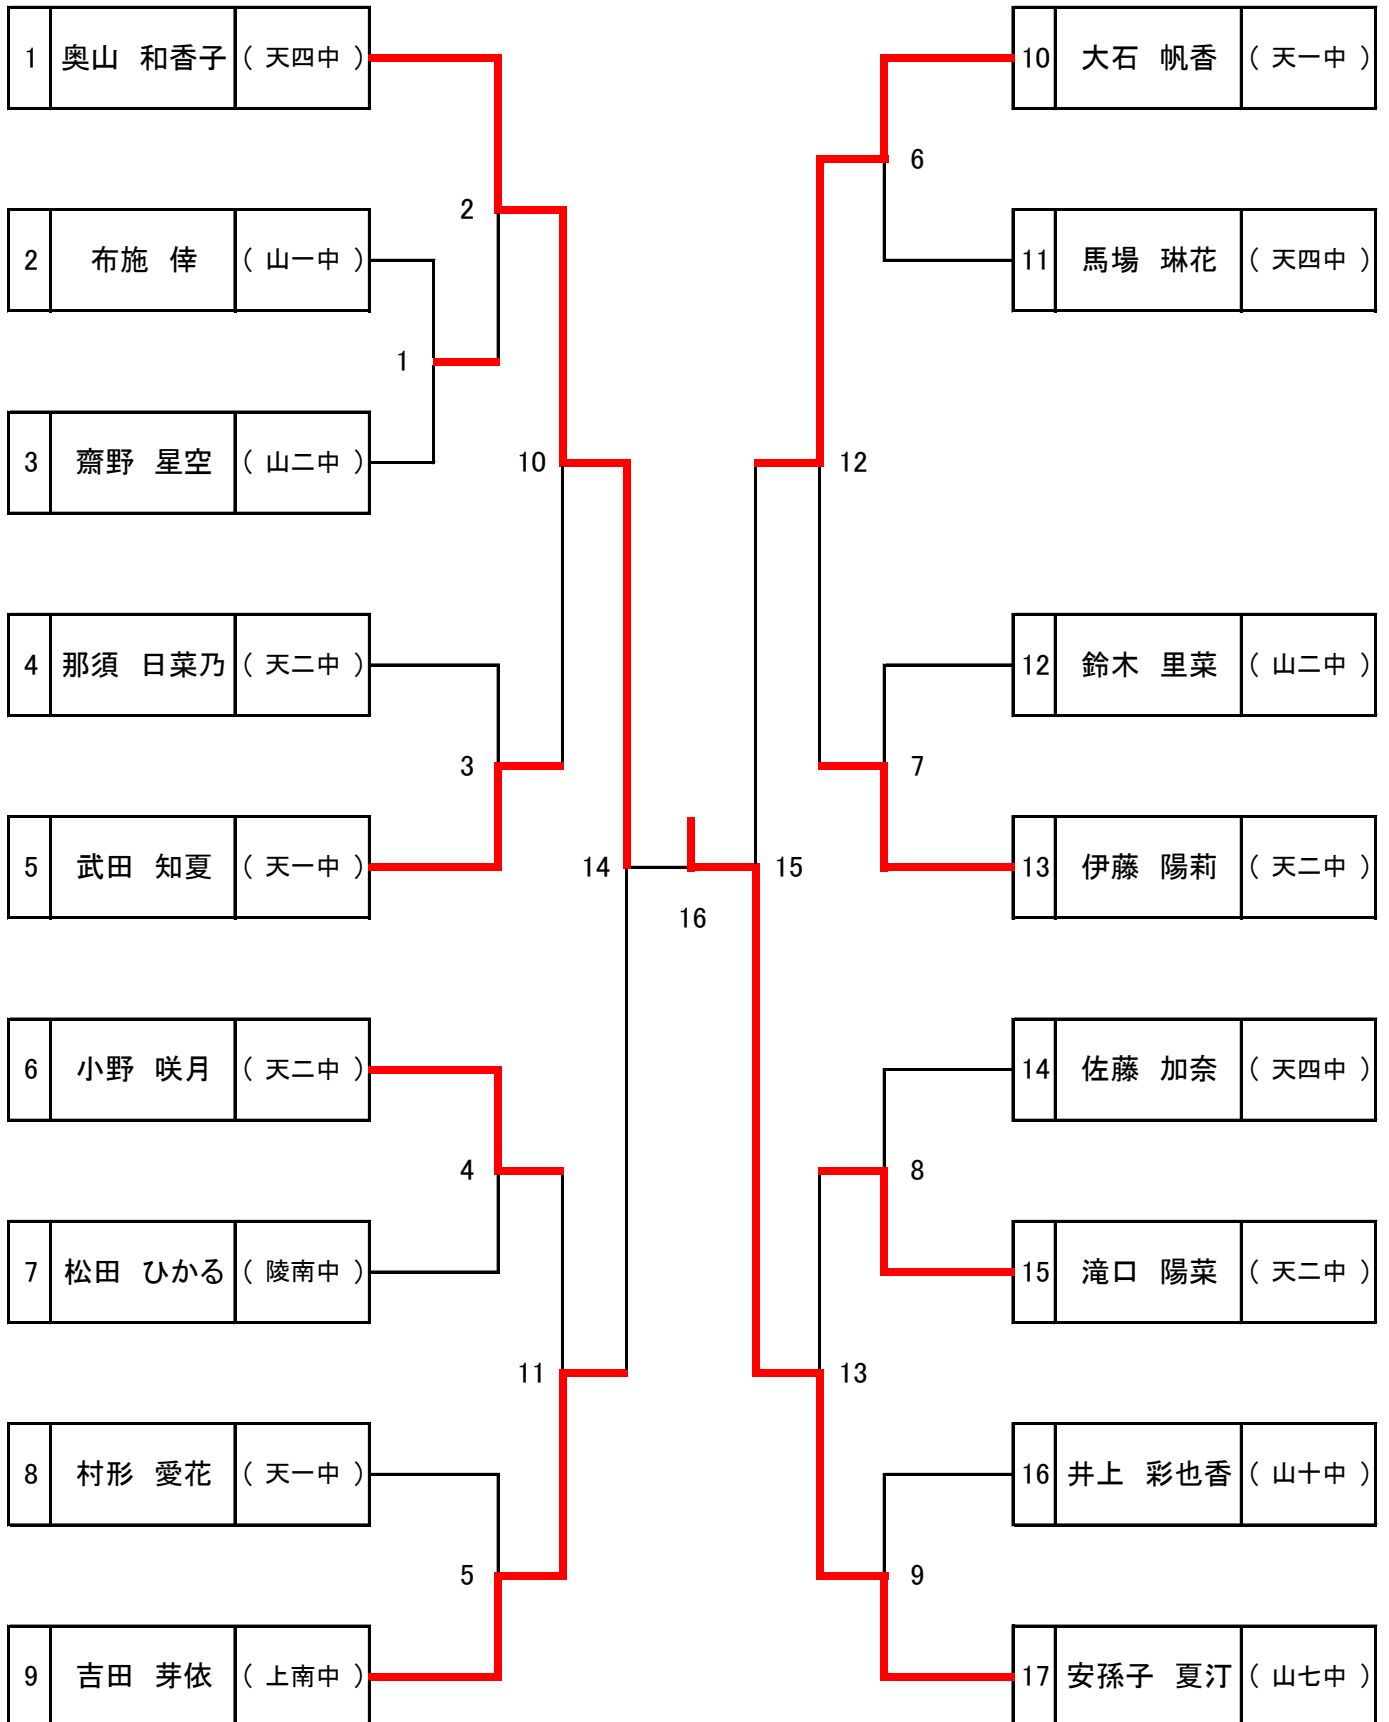 1 奥山 和香子 ( 天四中 )
2 布施 倖 ( 山一中 )
3 齋野 星空 ( 山二中 )
4 那須 日菜乃 ( 天二中 )
5 武田 知夏 ( 天一中 )
6 小野 咲月 ( 天二中 )
7 松田 ひかる ( 陵南中 )
8 村形 愛花 ( 天一中 )
9 吉田 芽依 ( 上南中 )
2
1
10
3
14
4
11
5
16
6
12
7
15
8
13
9
10 大石 帆香 ( 天一中 )
11 馬場 琳花 ( 天四中 )
12 鈴木 里菜 ( 山二中 )
13 伊藤 陽莉 ( 天二中 )
14 佐藤 加奈 ( 天四中 )
15 滝口 陽菜 ( 天二中 )
16 井上 彩也香 ( 山十中 )
17 安孫子 夏汀 ( 山七中 )